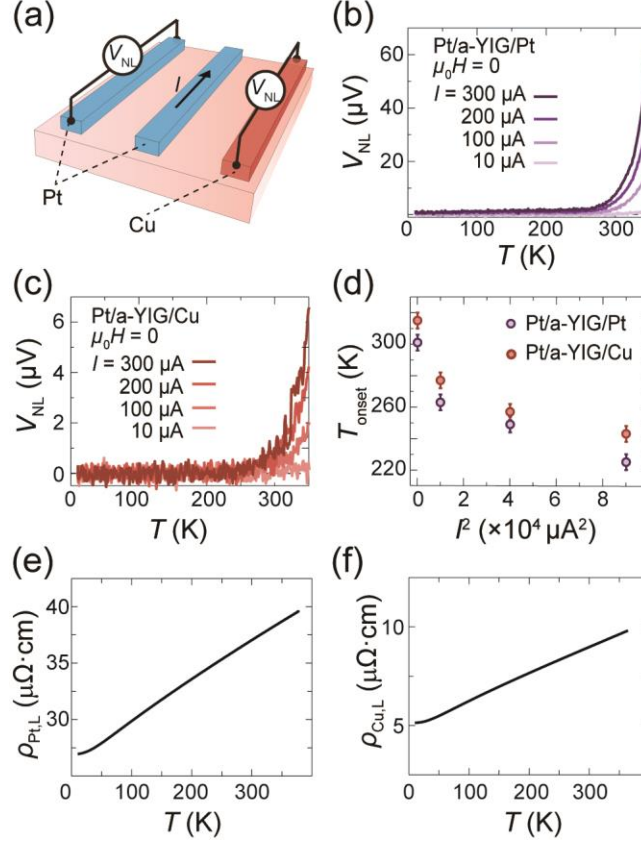 (a)
V_NL
I
V_NL
Pt
Cu
(b)
Pt/a-YIG/Pt
μ₀H = 0
I = 300 μA
200 μA
100 μA
10 μA
60
40
20
V_NL (μV)
100 200 300
T (K)
(c)
Pt/a-YIG/Cu
μ₀H = 0
I = 300 μA
200 μA
100 μA
10 μA
6
4
2
0
V_NL (μV)
0 100 200 300
T (K)
(d)
Pt/a-YIG/Pt
Pt/a-YIG/Cu
300
260
220
T_onset (K)
0 2 4 6 8
I² (×10⁴ μA²)
(e)
40
35
30
25
ρ_Pt,L (μΩ·cm)
0 100 200 300
T (K)
(f)
10
5
ρ_Cu,L (μΩ·cm)
0 100 200 300
T (K)